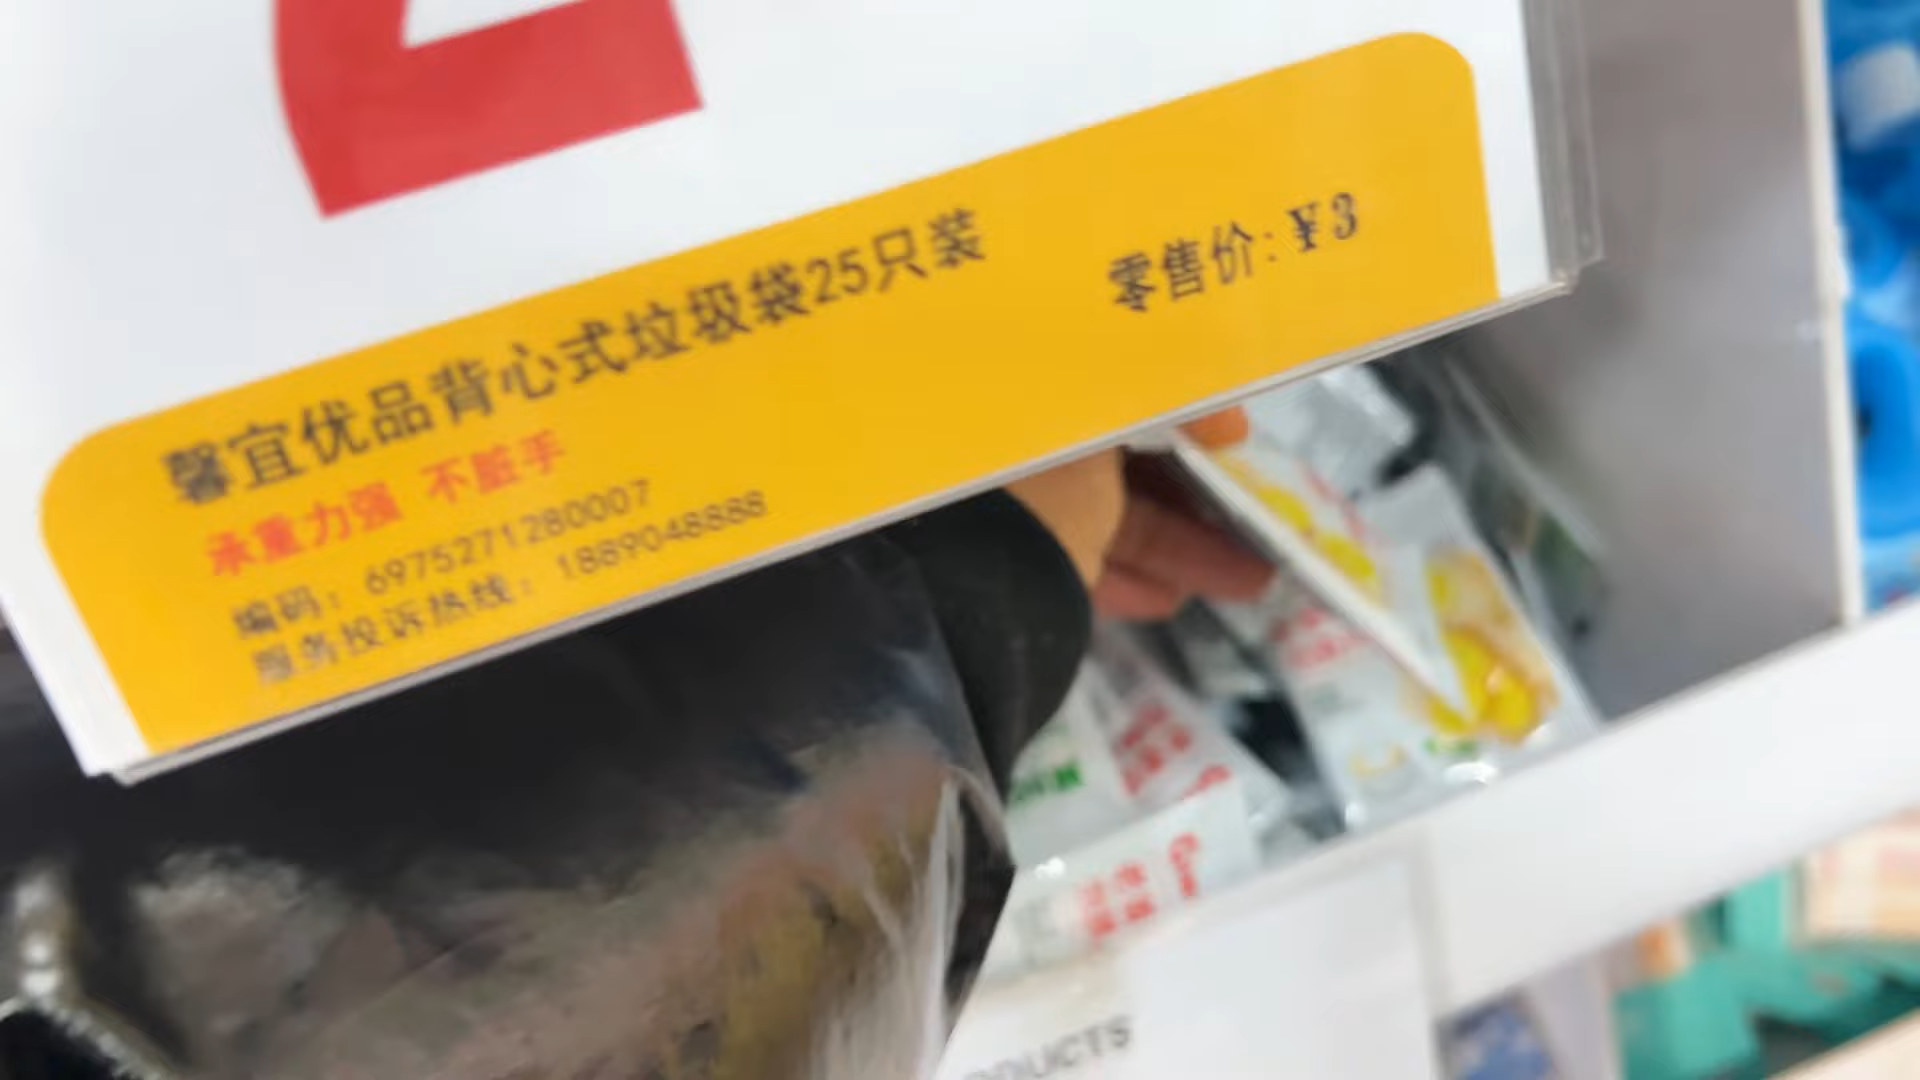 馨宜优品背心式垃圾袋25只装
零售价:¥3
承重力强 不脏手
编码：6975271280007
服务投诉热线：18890488888